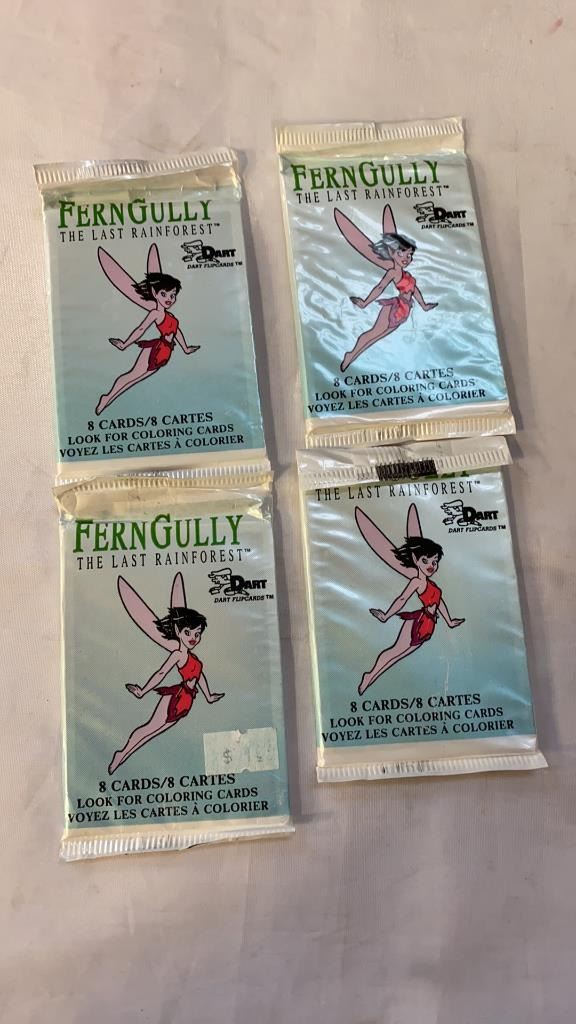 FERNGULLY
THE LAST RAINFOREST™
DART
DART FLIPCARDS™
8 CARDS/8 CARTES
LOOK FOR COLORING CARDS
VOYEZ LES CARTES À COLORIER
FERNGULLY
THE LAST RAINFOREST™
DART
DART FLIPCARDS™
8 CARDS/8 CARTES
LOOK FOR COLORING CARDS
VOYEZ LES CARTES À COLORIER
FERNGULLY
THE LAST RAINFOREST™
DART
DART FLIPCARDS™
8 CARDS/8 CARTES
LOOK FOR COLORING CARDS
VOYEZ LES CARTES À COLORIER
THE LAST RAINFOREST™
DART
DART FLIPCARDS™
8 CARDS/8 CARTES
LOOK FOR COLORING CARDS
VOYEZ LES CARTES À COLORIER